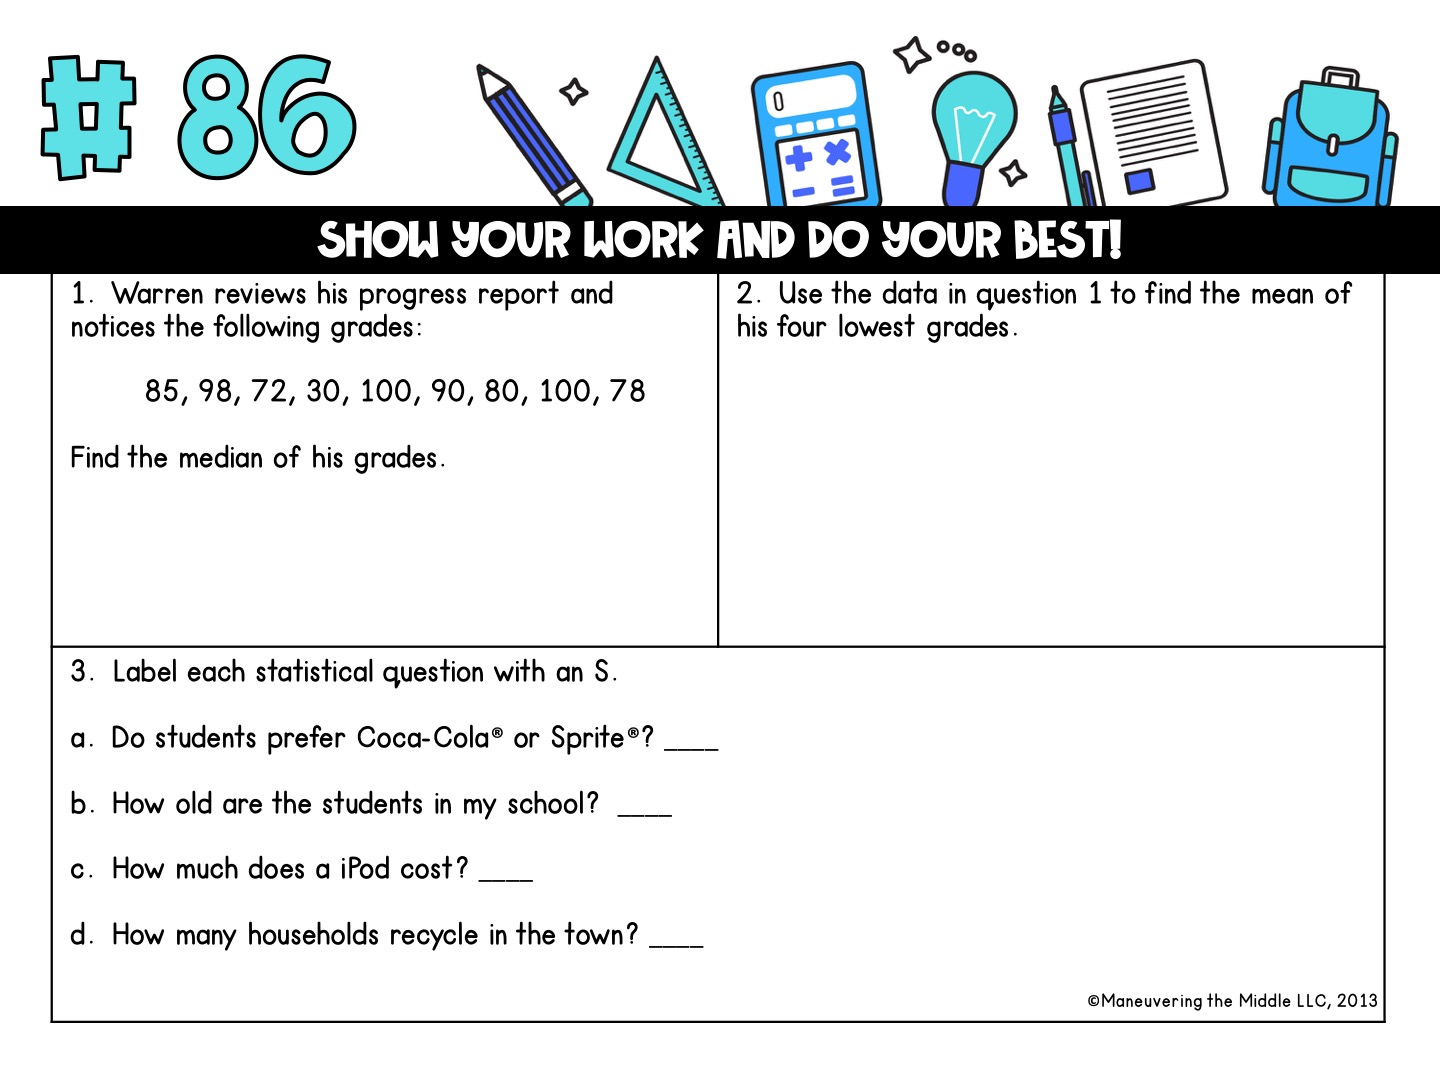 # 86
0
SHOW YOUR WORK AND DO YOUR BEST!
1. Warren reviews his progress report and
notices the following grades:
85, 98, 72, 30, 100, 90, 80, 100, 78
Find the median of his grades.
2. Use the data in question 1 to find the mean of
his four lowest grades.
3. Label each statistical question with an S.
a. Do students prefer Coca-Cola® or Sprite®? ____
b. How old are the students in my school? ____
c. How much does a iPod cost? ____
d. How many households recycle in the town? ____
©Maneuvering the Middle LLC, 2013